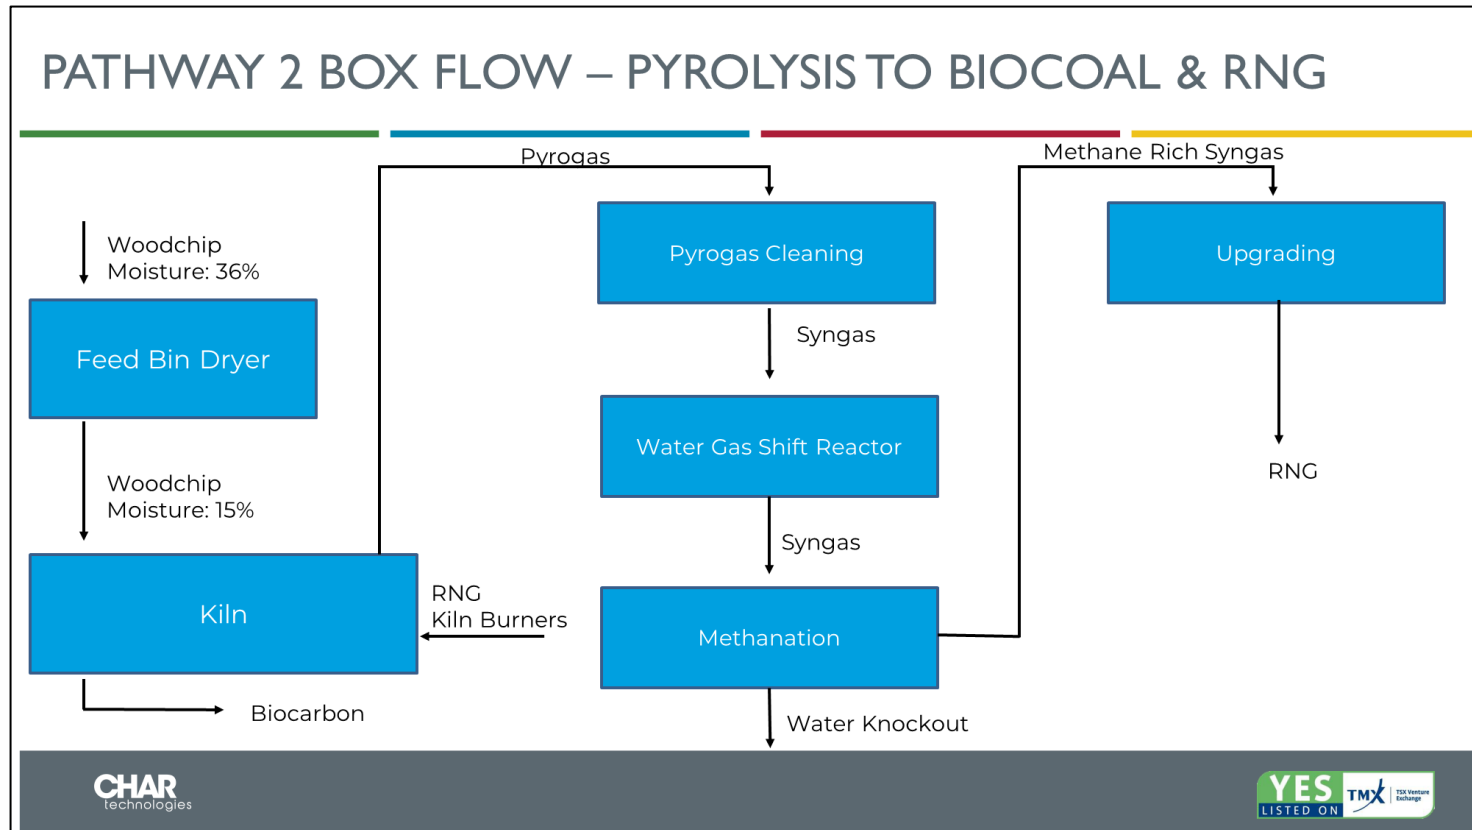 PATHWAY 2 BOX FLOW – PYROLYSIS TO BIOCOAL & RNG
Pyrogas
Methane Rich Syngas
Woodchip
Moisture: 36%
Feed Bin Dryer
Woodchip
Moisture: 15%
Kiln
RNG
Kiln Burners
Biocarbon
Pyrogas Cleaning
Syngas
Water Gas Shift Reactor
Syngas
Methanation
Water Knockout
Upgrading
RNG
CHAR
technologies
YES
LISTED ON
TMX
TSX Venture
Exchange